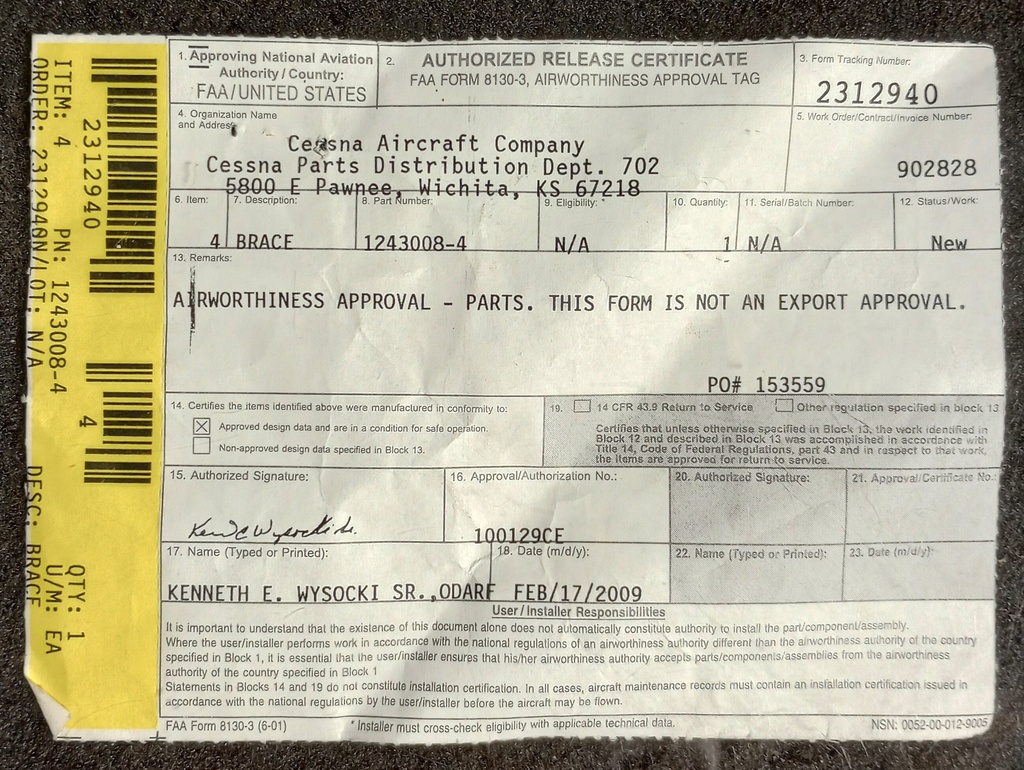 ITEM: 4 PN: 1243008-4 QTY: 1
ORDER: 2312940N/LOT: N/A DESC: BRACE U/M: EA
2312940
4
1. Approving National Aviation
Authority/Country:
FAA/UNITED STATES
2. AUTHORIZED RELEASE CERTIFICATE
FAA FORM 8130-3, AIRWORTHINESS APPROVAL TAG
3. Form Tracking Number:
2312940
4. Organization Name
and Address
Cessna Aircraft Company
Cessna Parts Distribution Dept. 702
5800 E Pawnee, Wichita, KS 67218
5. Work Order/Contract/Invoice Number:
902828
6. Item: 7. Description: 8. Part Number: 9. Eligibility: * 10. Quantity: 11. Serial/Batch Number: 12. Status/Work:
4 BRACE 1243008-4 N/A 1 N/A New
13. Remarks:
AIRWORTHINESS APPROVAL - PARTS. THIS FORM IS NOT AN EXPORT APPROVAL.
PO# 153559
14. Certifies the items identified above were manufactured in conformity to:
Approved design data and are in a condition for safe operation.
Non-approved design data specified in Block 13.
19. 14 CFR 43.9 Return to Service Other regulation specified in block 13
Certifies that unless otherwise specified in Block 13, the work identified in
Block 12 and described in Block 13 was accomplished in accordance with
Title 14, Code of Federal Regulations, part 43 and in respect to that work,
the items are approved for return to service.
15. Authorized Signature: 16. Approval/Authorization No.: 20. Authorized Signature: 21. Approval/Certificate No.:
100129CE
17. Name (Typed or Printed): 18. Date (m/d/y): 22. Name (Typed or Printed): 23. Date (m/d/y):
KENNETH E. WYSOCKI SR.,ODARF FEB/17/2009
User/Installer Responsibilities
It is important to understand that the existence of this document alone does not automatically constitute authority to install the part/component/assembly.
Where the user/installer performs work in accordance with the national regulations of an airworthiness authority different than the airworthiness authority of the country
specified in Block 1, it is essential that the user/installer ensures that his/her airworthiness authority accepts parts/components/assemblies from the airworthiness
authority of the country specified in Block 1
Statements in Blocks 14 and 19 do not constitute installation certification. In all cases, aircraft maintenance records must contain an installation certification issued in
accordance with the national regulations by the user/installer before the aircraft may be flown.
FAA Form 8130-3 (6-01) * Installer must cross-check eligibility with applicable technical data. NSN: 0052-00-012-9005